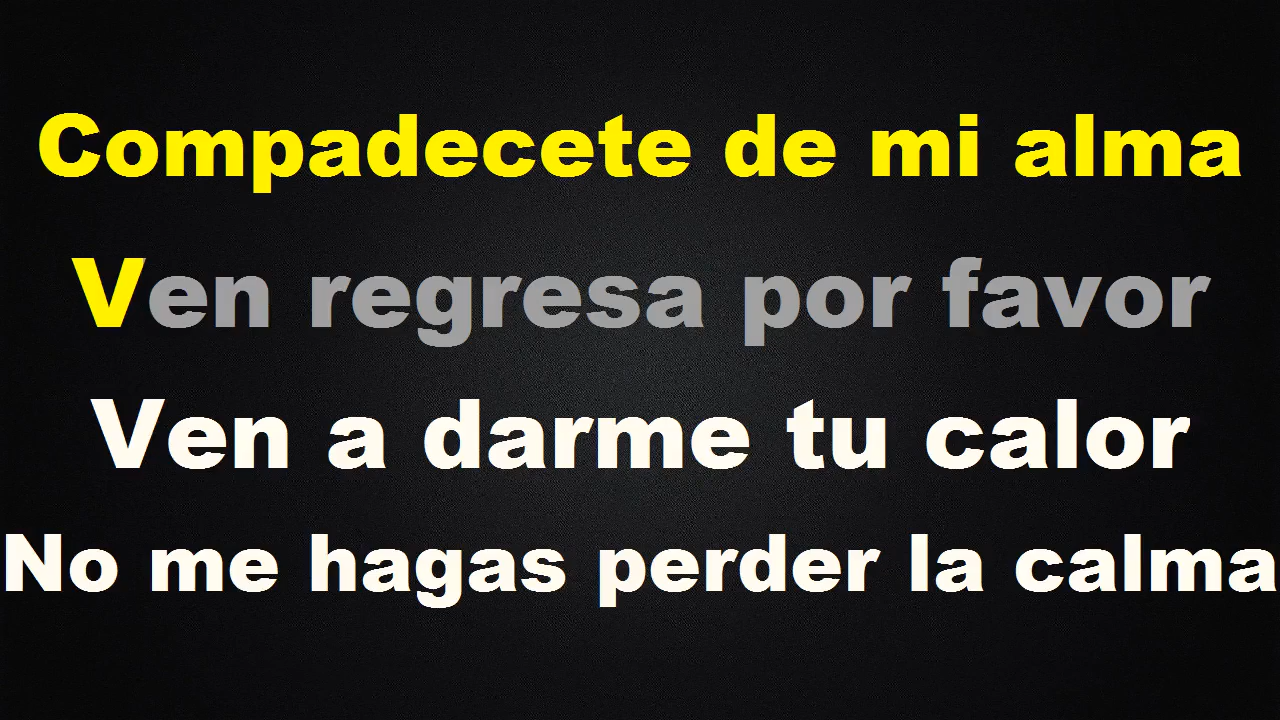 Compadecete de mi alma
Ven regresa por favor
Ven a darme tu calor
No me hagas perder la calma